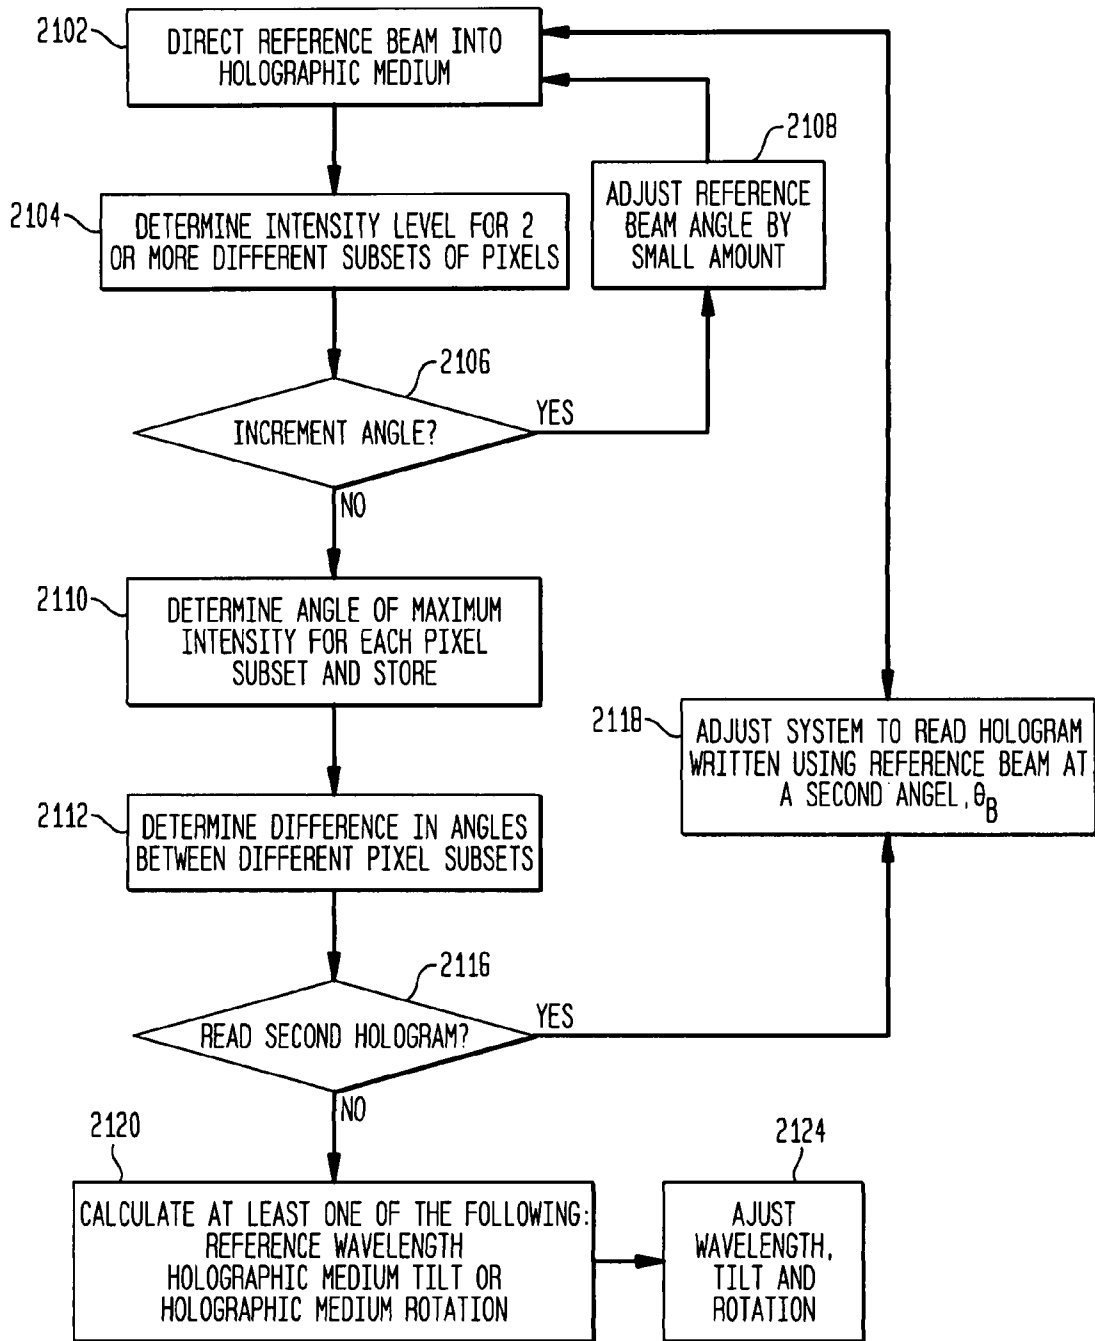 2102
DIRECT REFERENCE BEAM INTO
HOLOGRAPHIC MEDIUM
2108
ADJUST REFERENCE
BEAM ANGLE BY
SMALL AMOUNT
2104
DETERMINE INTENSITY LEVEL FOR 2
OR MORE DIFFERENT SUBSETS OF PIXELS
2106
INCREMENT ANGLE?
YES
NO
2110
DETERMINE ANGLE OF MAXIMUM
INTENSITY FOR EACH PIXEL
SUBSET AND STORE
2118
ADJUST SYSTEM TO READ HOLOGRAM
WRITTEN USING REFERENCE BEAM AT
A SECOND ANGEL, θB
2112
DETERMINE DIFFERENCE IN ANGLES
BETWEEN DIFFERENT PIXEL SUBSETS
2116
READ SECOND HOLOGRAM?
YES
NO
2120
CALCULATE AT LEAST ONE OF THE FOLLOWING:
REFERENCE WAVELENGTH
HOLOGRAPHIC MEDIUM TILT OR
HOLOGRAPHIC MEDIUM ROTATION
2124
AJUST
WAVELENGTH,
TILT AND
ROTATION